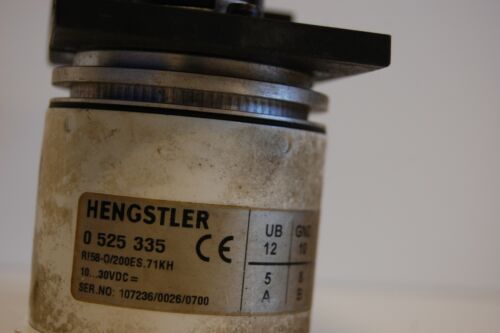 HENGSTLER
0 525 335 CE
RI58-O/200ES.71KH
10...30VDC=
SER.NO: 107236/0026/0700
UB GND
12 10
5 8
A B